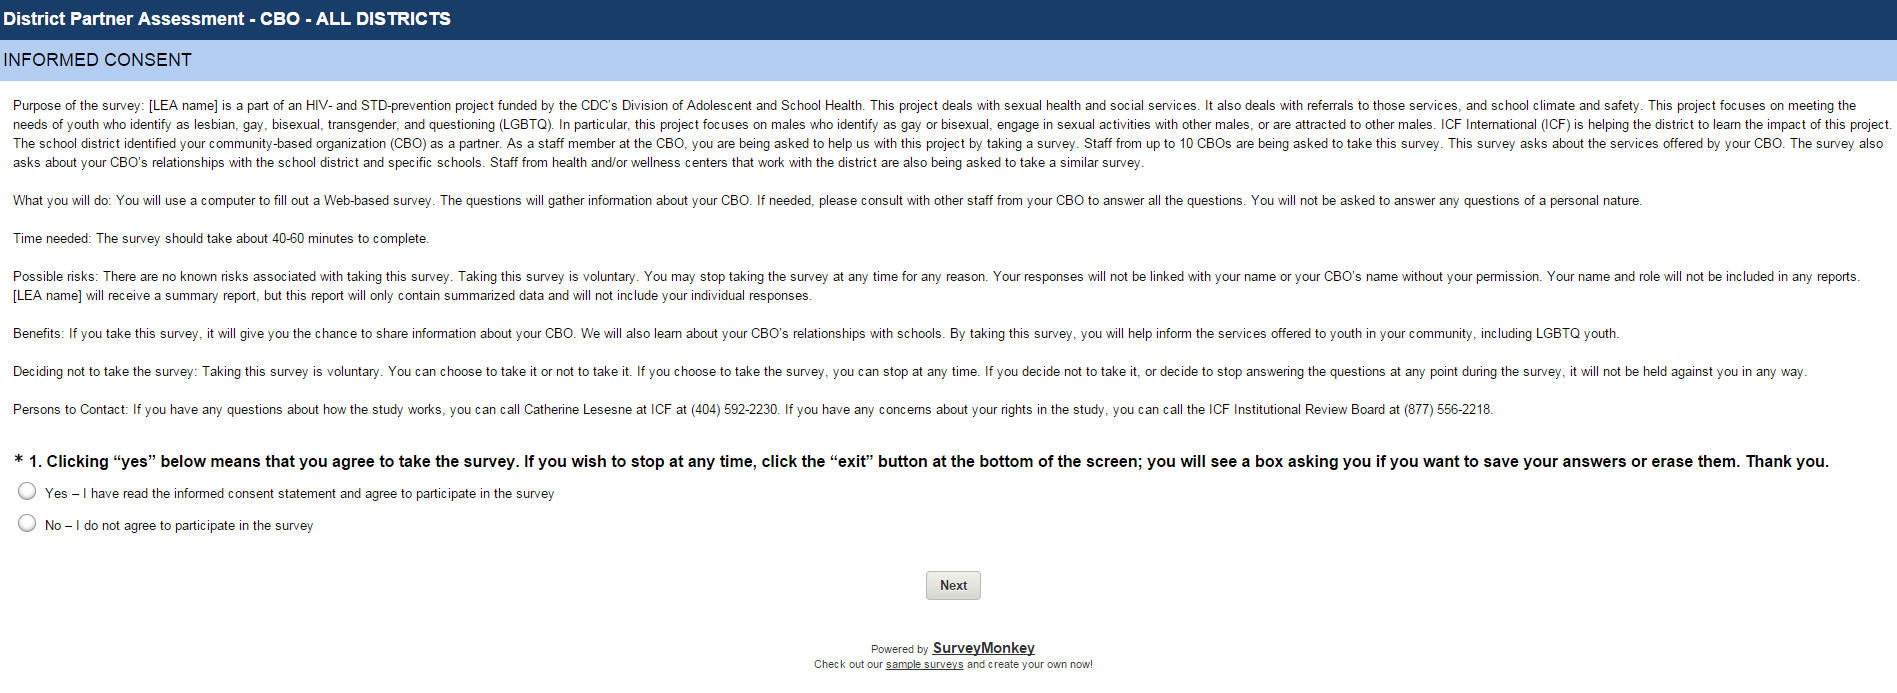 District Partner Assessment - CBO - ALL DISTRICTS
INFORMED CONSENT
Purpose of the survey: [LEA name] is a part of an HIV- and STD-prevention project funded by the CDC's Division of Adolescent and School Health. This project deals with sexual health and social services. It also deals with referrals to those services, and school climate and safety. This project focuses on meeting the
needs of youth who identify as lesbian, gay, bisexual, transgender, and questioning (LGBTQ). In particular, this project focuses on males who identify as gay or bisexual, engage in sexual activities with other males, or are attracted to other males. ICF International (ICF) is helping the district to learn the impact of this project.
The school district identified your community-based organization (CBO) as a partner. As a staff member at the CBO, you are being asked to help us with this project by taking a survey. Staff from up to 10 CBOs are being asked to take this survey. This survey asks about the services offered by your CBO. The survey also
asks about your CBO's relationships with the school district and specific schools. Staff from health and/or wellness centers that work with the district are also being asked to take a similar survey.
What you will do: You will use a computer to fill out a Web-based survey. The questions will gather information about your CBO. If needed, please consult with other staff from your CBO to answer all the questions. You will not be asked to answer any questions of a personal nature.
Time needed: The survey should take about 40-60 minutes to complete.
Possible risks: There are no known risks associated with taking this survey. Taking this survey is voluntary. You may stop taking the survey at any time for any reason. Your responses will not be linked with your name or your CBO's name without your permission. Your name and role will not be included in any reports.
[LEA name] will receive a summary report, but this report will only contain summarized data and will not include your individual responses.
Benefits: If you take this survey, it will give you the chance to share information about your CBO. We will also learn about your CBO's relationships with schools. By taking this survey, you will help inform the services offered to youth in your community, including LGBTQ youth.
Deciding not to take the survey: Taking this survey is voluntary. You can choose to take it or not to take it. If you choose to take the survey, you can stop at any time. If you decide not to take it, or decide to stop answering the questions at any point during the survey, it will not be held against you in any way.
Persons to Contact: If you have any questions about how the study works, you can call Catherine Lesesne at ICF at (404) 592-2230. If you have any concerns about your rights in the study, you can call the ICF Institutional Review Board at (877) 556-2218.
* 1. Clicking “yes” below means that you agree to take the survey. If you wish to stop at any time, click the “exit” button at the bottom of the screen; you will see a box asking you if you want to save your answers or erase them. Thank you.
Yes – I have read the informed consent statement and agree to participate in the survey
No – I do not agree to participate in the survey
Next
Powered by SurveyMonkey
Check out our sample surveys and create your own now!